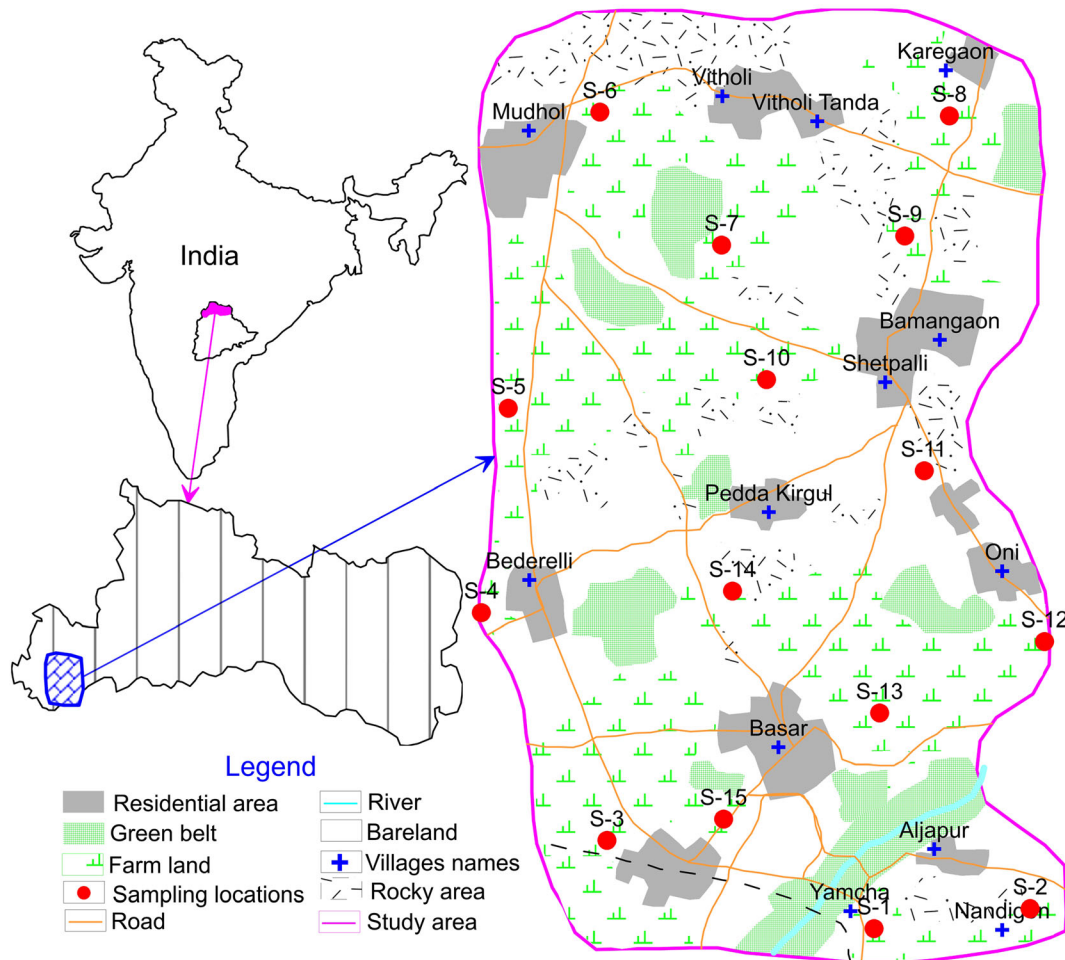 India
Karegaon
Vitholi
S-6
S-8
Mudhol
Vitholi Tanda
S-9
S-7
Bamangaon
S-10
Shetpalli
S-5
S-11
Pedda Kirgul
Bederelli
Oni
S-14
S-4
S-12
S-13
Basar
S-15
S-3
Aljapur
Yamcha
S-2
S-1
Legend
Residential area
River
Green belt
Bareland
Farm land
Villages names
Sampling locations
Rocky area
Road
Study area